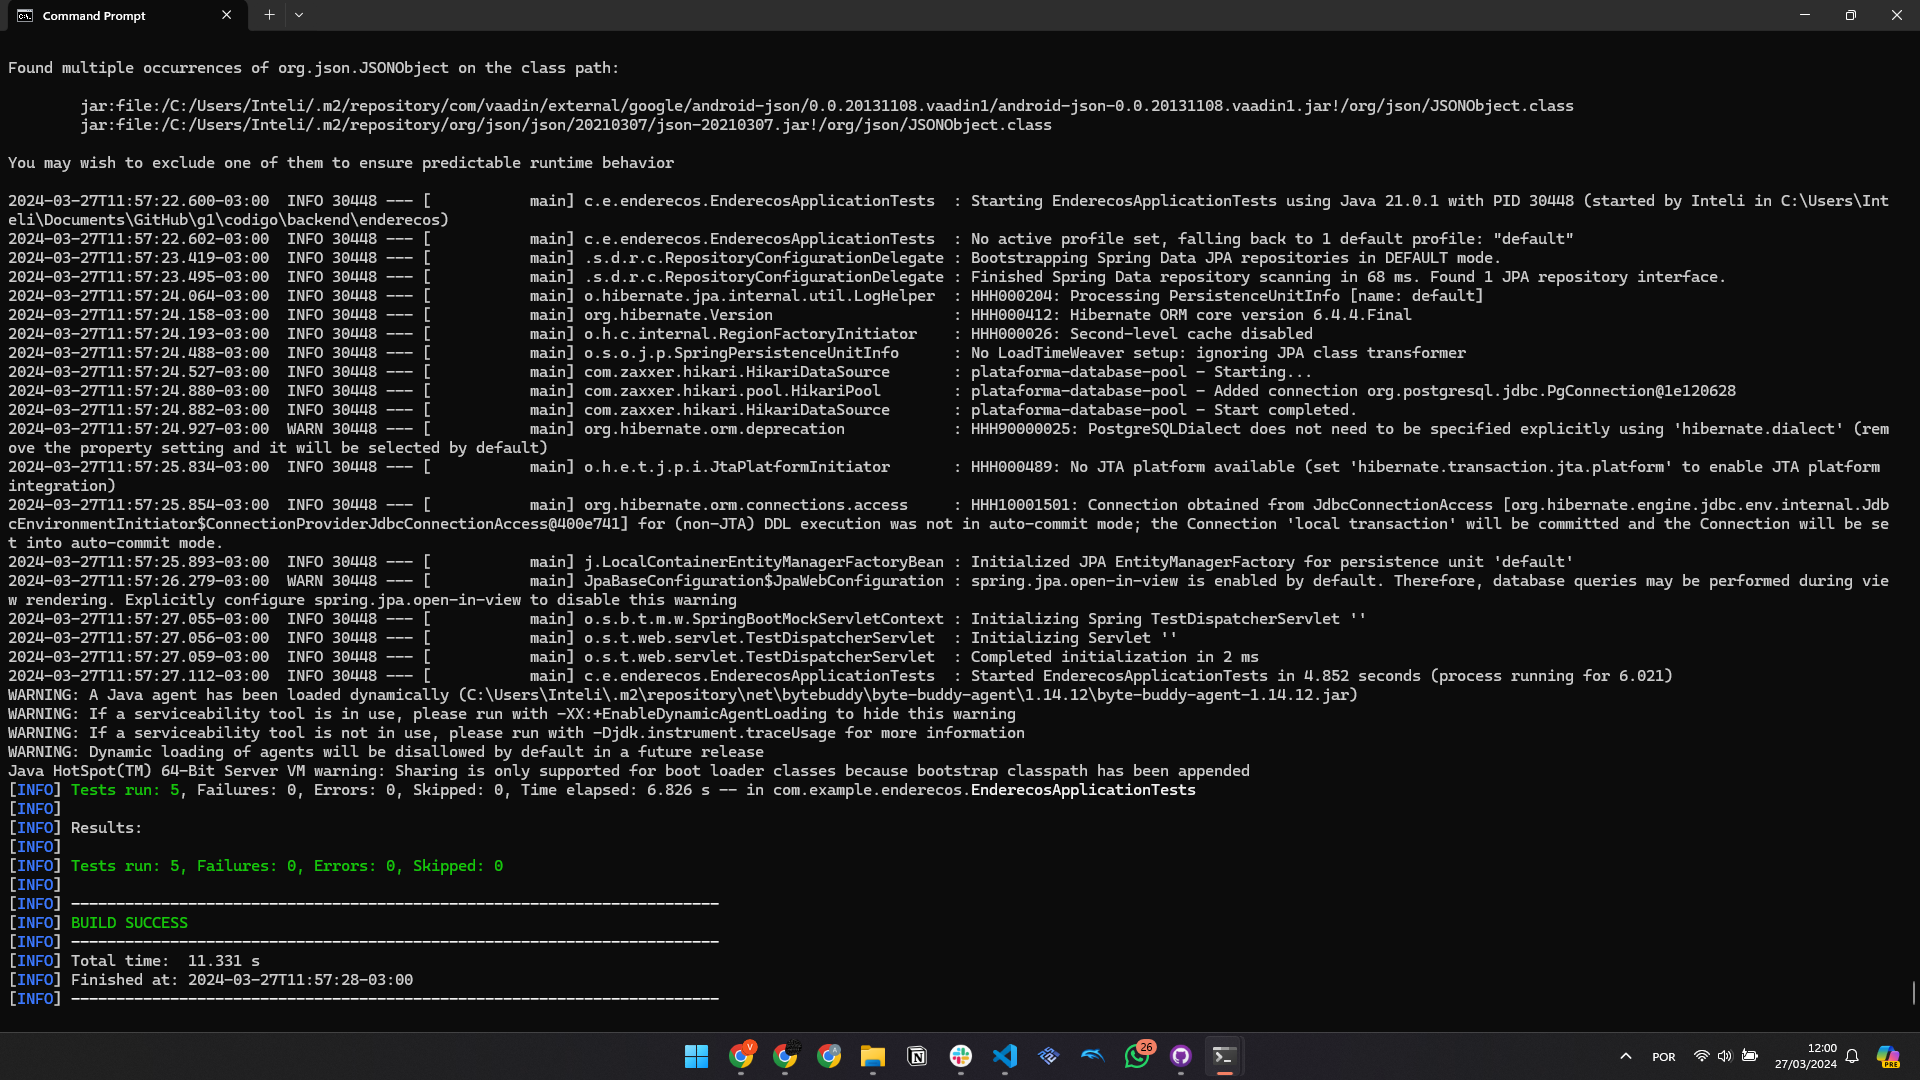 Command Prompt
Found multiple occurrences of org.json.JSONObject on the class path:
jar:file:/C:/Users/Inteli/.m2/repository/com/vaadin/external/google/android-json/0.0.20131108.vaadin1/android-json-0.0.20131108.vaadin1.jar!/org/json/JSONObject.class
jar:file:/C:/Users/Inteli/.m2/repository/org/json/json/20210307/json-20210307.jar!/org/json/JSONObject.class
You may wish to exclude one of them to ensure predictable runtime behavior
2024-03-27T11:57:22.600-03:00  INFO 30448 --- [           main] c.e.enderecos.EnderecosApplicationTests  : Starting EnderecosApplicationTests using Java 21.0.1 with PID 30448 (started by Inteli in C:\Users\Int
eli\Documents\GitHub\g1\codigo\backend\enderecos)
2024-03-27T11:57:22.602-03:00  INFO 30448 --- [           main] c.e.enderecos.EnderecosApplicationTests  : No active profile set, falling back to 1 default profile: "default"
2024-03-27T11:57:23.419-03:00  INFO 30448 --- [           main] .s.d.r.c.RepositoryConfigurationDelegate : Bootstrapping Spring Data JPA repositories in DEFAULT mode.
2024-03-27T11:57:23.495-03:00  INFO 30448 --- [           main] .s.d.r.c.RepositoryConfigurationDelegate : Finished Spring Data repository scanning in 68 ms. Found 1 JPA repository interface.
2024-03-27T11:57:24.064-03:00  INFO 30448 --- [           main] o.hibernate.jpa.internal.util.LogHelper  : HHH000204: Processing PersistenceUnitInfo [name: default]
2024-03-27T11:57:24.158-03:00  INFO 30448 --- [           main] org.hibernate.Version                    : HHH000412: Hibernate ORM core version 6.4.4.Final
2024-03-27T11:57:24.193-03:00  INFO 30448 --- [           main] o.h.c.internal.RegionFactoryInitiator    : HHH000026: Second-level cache disabled
2024-03-27T11:57:24.488-03:00  INFO 30448 --- [           main] o.s.o.j.p.SpringPersistenceUnitInfo      : No LoadTimeWeaver setup: ignoring JPA class transformer
2024-03-27T11:57:24.527-03:00  INFO 30448 --- [           main] com.zaxxer.hikari.HikariDataSource       : plataforma-database-pool - Starting...
2024-03-27T11:57:24.880-03:00  INFO 30448 --- [           main] com.zaxxer.hikari.pool.HikariPool        : plataforma-database-pool - Added connection org.postgresql.jdbc.PgConnection@1e120628
2024-03-27T11:57:24.882-03:00  INFO 30448 --- [           main] com.zaxxer.hikari.HikariDataSource       : plataforma-database-pool - Start completed.
2024-03-27T11:57:24.927-03:00  WARN 30448 --- [           main] org.hibernate.orm.deprecation            : HHH90000025: PostgreSQLDialect does not need to be specified explicitly using 'hibernate.dialect' (rem
ove the property setting and it will be selected by default)
2024-03-27T11:57:25.834-03:00  INFO 30448 --- [           main] o.h.e.t.j.p.i.JtaPlatformInitiator       : HHH000489: No JTA platform available (set 'hibernate.transaction.jta.platform' to enable JTA platform
integration)
2024-03-27T11:57:25.854-03:00  INFO 30448 --- [           main] org.hibernate.orm.connections.access     : HHH10001501: Connection obtained from JdbcConnectionAccess [org.hibernate.engine.jdbc.env.internal.Jdb
cEnvironmentInitiator$ConnectionProviderJdbcConnectionAccess@400e741] for (non-JTA) DDL execution was not in auto-commit mode; the Connection 'local transaction' will be committed and the Connection will be se
t into auto-commit mode.
2024-03-27T11:57:25.893-03:00  INFO 30448 --- [           main] j.LocalContainerEntityManagerFactoryBean : Initialized JPA EntityManagerFactory for persistence unit 'default'
2024-03-27T11:57:26.279-03:00  WARN 30448 --- [           main] JpaBaseConfiguration$JpaWebConfiguration : spring.jpa.open-in-view is enabled by default. Therefore, database queries may be performed during vie
w rendering. Explicitly configure spring.jpa.open-in-view to disable this warning
2024-03-27T11:57:27.055-03:00  INFO 30448 --- [           main] o.s.b.t.m.w.SpringBootMockServletContext : Initializing Spring TestDispatcherServlet ''
2024-03-27T11:57:27.056-03:00  INFO 30448 --- [           main] o.s.t.web.servlet.TestDispatcherServlet  : Initializing Servlet ''
2024-03-27T11:57:27.059-03:00  INFO 30448 --- [           main] o.s.t.web.servlet.TestDispatcherServlet  : Completed initialization in 2 ms
2024-03-27T11:57:27.112-03:00  INFO 30448 --- [           main] c.e.enderecos.EnderecosApplicationTests  : Started EnderecosApplicationTests in 4.852 seconds (process running for 6.021)
WARNING: A Java agent has been loaded dynamically (C:\Users\Inteli\.m2\repository\net\bytebuddy\byte-buddy-agent\1.14.12\byte-buddy-agent-1.14.12.jar)
WARNING: If a serviceability tool is in use, please run with -XX:+EnableDynamicAgentLoading to hide this warning
WARNING: If a serviceability tool is not in use, please run with -Djdk.instrument.traceUsage for more information
WARNING: Dynamic loading of agents will be disallowed by default in a future release
Java HotSpot(TM) 64-Bit Server VM warning: Sharing is only supported for boot loader classes because bootstrap classpath has been appended
[INFO] Tests run: 5, Failures: 0, Errors: 0, Skipped: 0, Time elapsed: 6.826 s -- in com.example.enderecos.EnderecosApplicationTests
[INFO]
[INFO] Results:
[INFO]
[INFO] Tests run: 5, Failures: 0, Errors: 0, Skipped: 0
[INFO]
[INFO] ------------------------------------------------------------------------
[INFO] BUILD SUCCESS
[INFO] ------------------------------------------------------------------------
[INFO] Total time:  11.331 s
[INFO] Finished at: 2024-03-27T11:57:28-03:00
[INFO] ------------------------------------------------------------------------
V
26
POR
12:00
27/03/2024
PRE